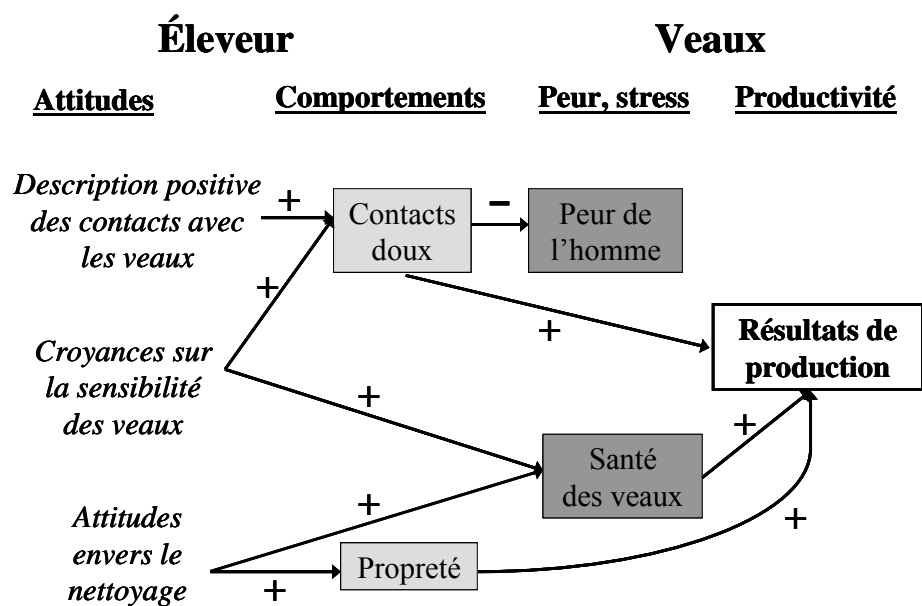 Éleveur Veaux
Attitudes Comportements Peur, stress Productivité
Description positive
des contacts avec
les veaux
+
Contacts
doux
−
Peur de
l’homme
+
+
Résultats de
production
Croyances sur
la sensibilité
des veaux
+
+
Santé
des veaux
+
+
Attitudes
envers le
nettoyage
+
Propreté